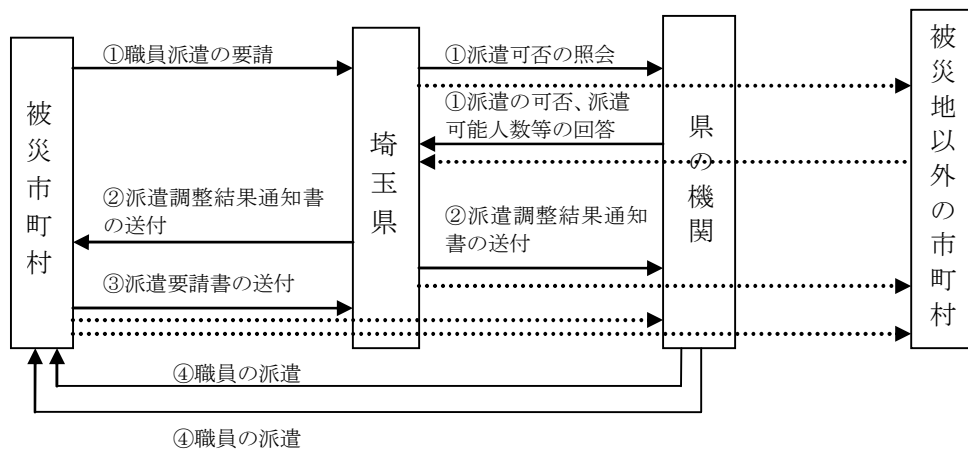 被災市町村
①職員派遣の要請
埼玉県
①派遣可否の照会
①派遣の可否、派遣
可能人数等の回答
県の機関
被災地以外の市町村
②派遣調整結果通知書
の送付
②派遣調整結果通知
書の送付
③派遣要請書の送付
④職員の派遣
④職員の派遣